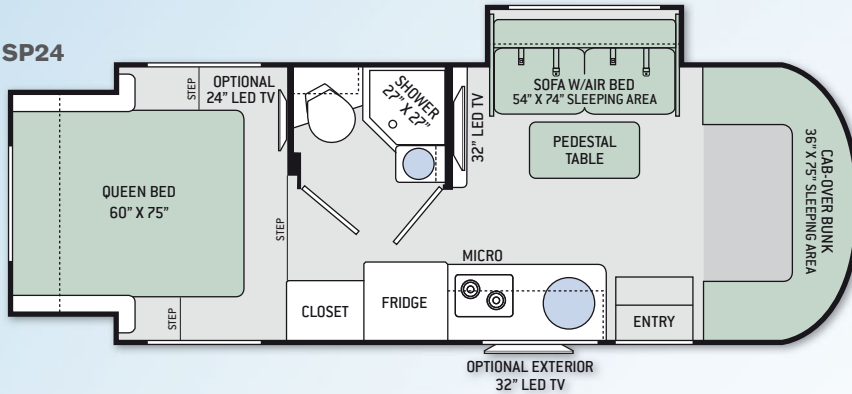 SP24
STEP
OPTIONAL
24" LED TV
SHOWER
27" X 27"
32" LED TV
SOFA W/AIR BED
54" X 74" SLEEPING AREA
PEDESTAL
TABLE
CAB-OVER BUNK
36" X 75" SLEEPING AREA
QUEEN BED
60" X 75"
STEP
STEP
MICRO
CLOSET
FRIDGE
ENTRY
OPTIONAL EXTERIOR
32" LED TV